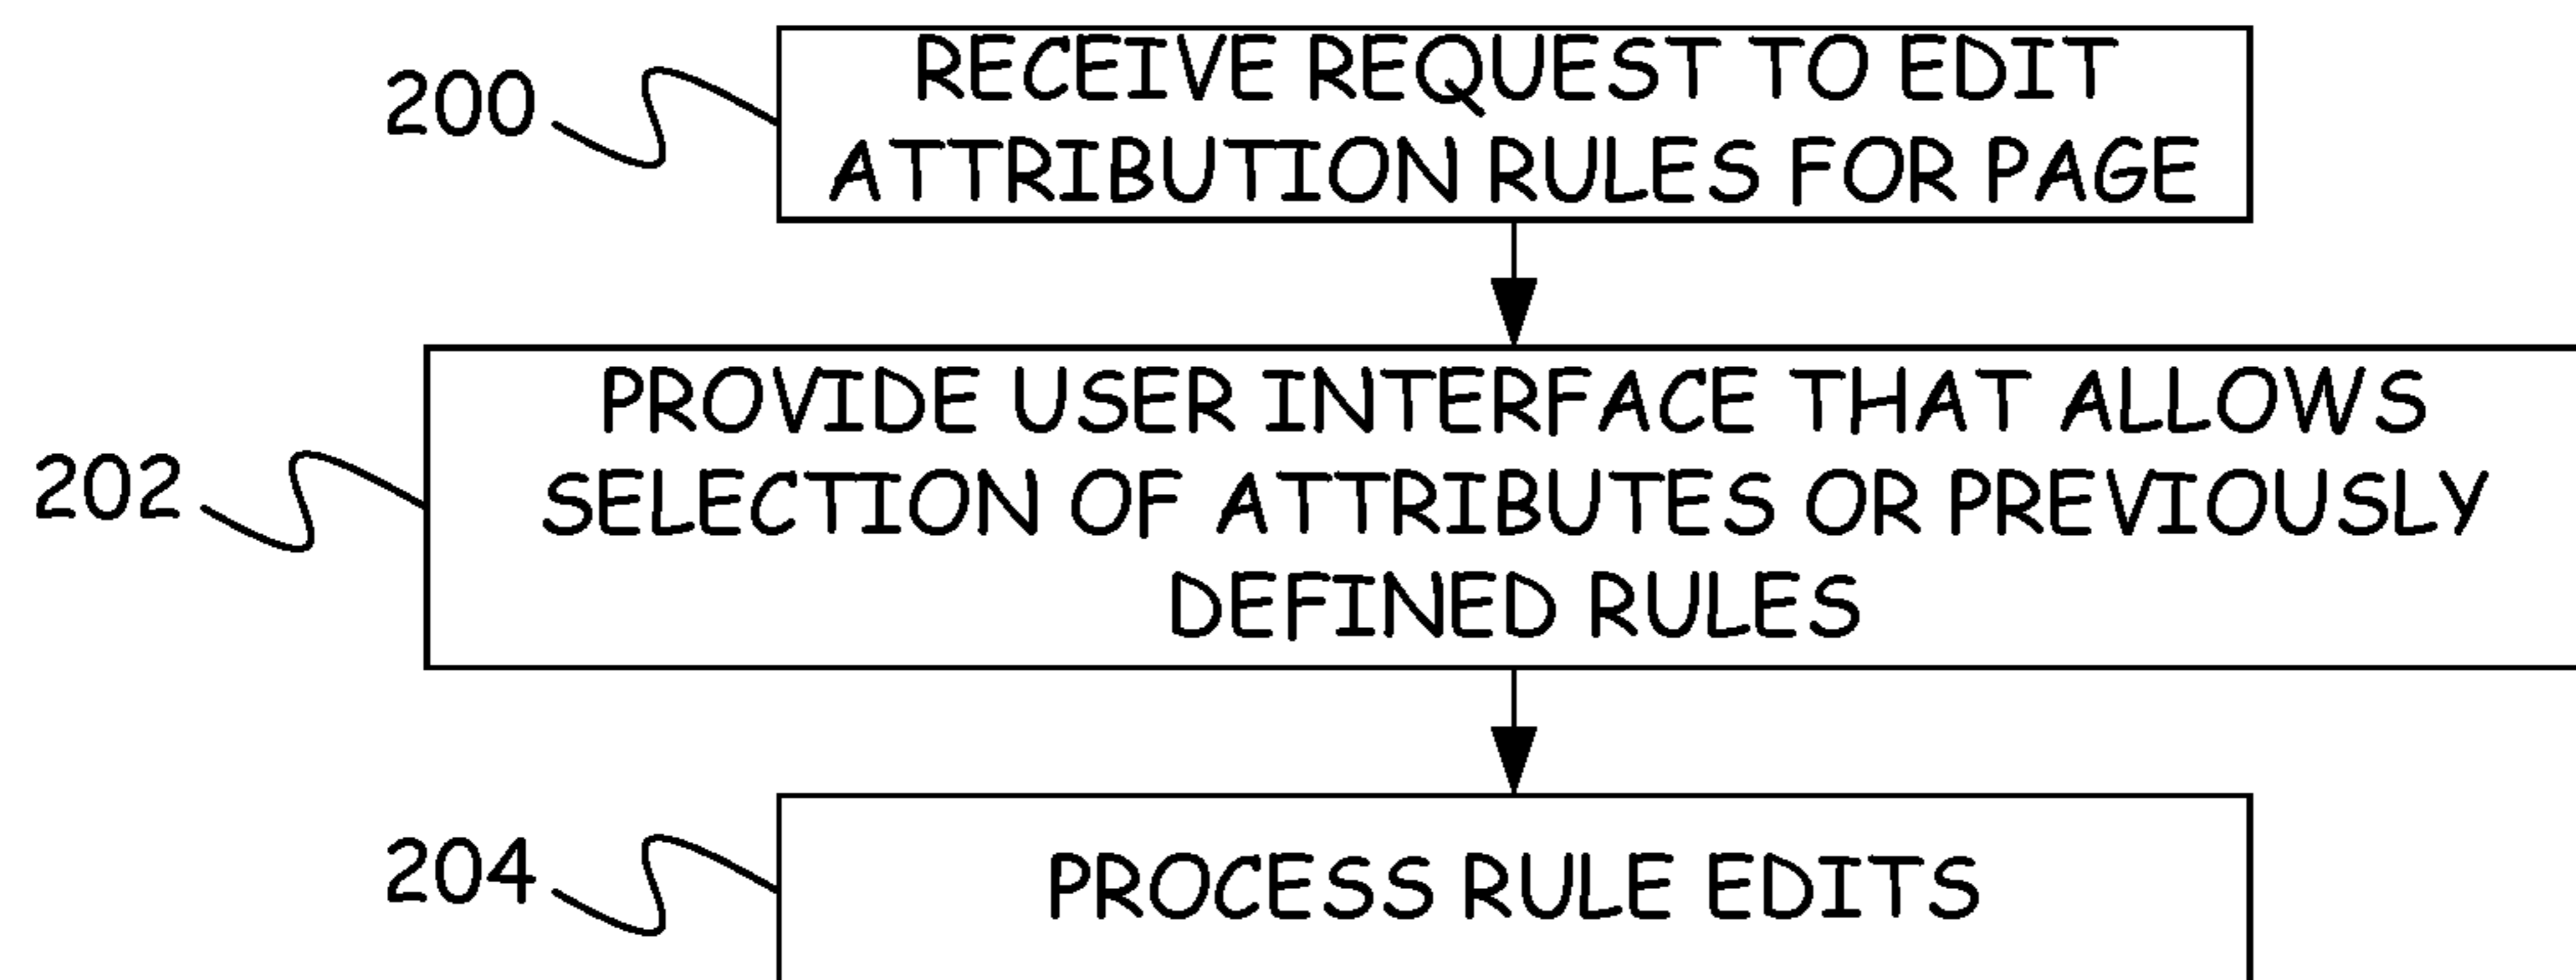 200
RECEIVE REQUEST TO EDIT
ATTRIBUTION RULES FOR PAGE
202
PROVIDE USER INTERFACE THAT ALLOWS
SELECTION OF ATTRIBUTES OR PREVIOUSLY
DEFINED RULES
204
PROCESS RULE EDITS